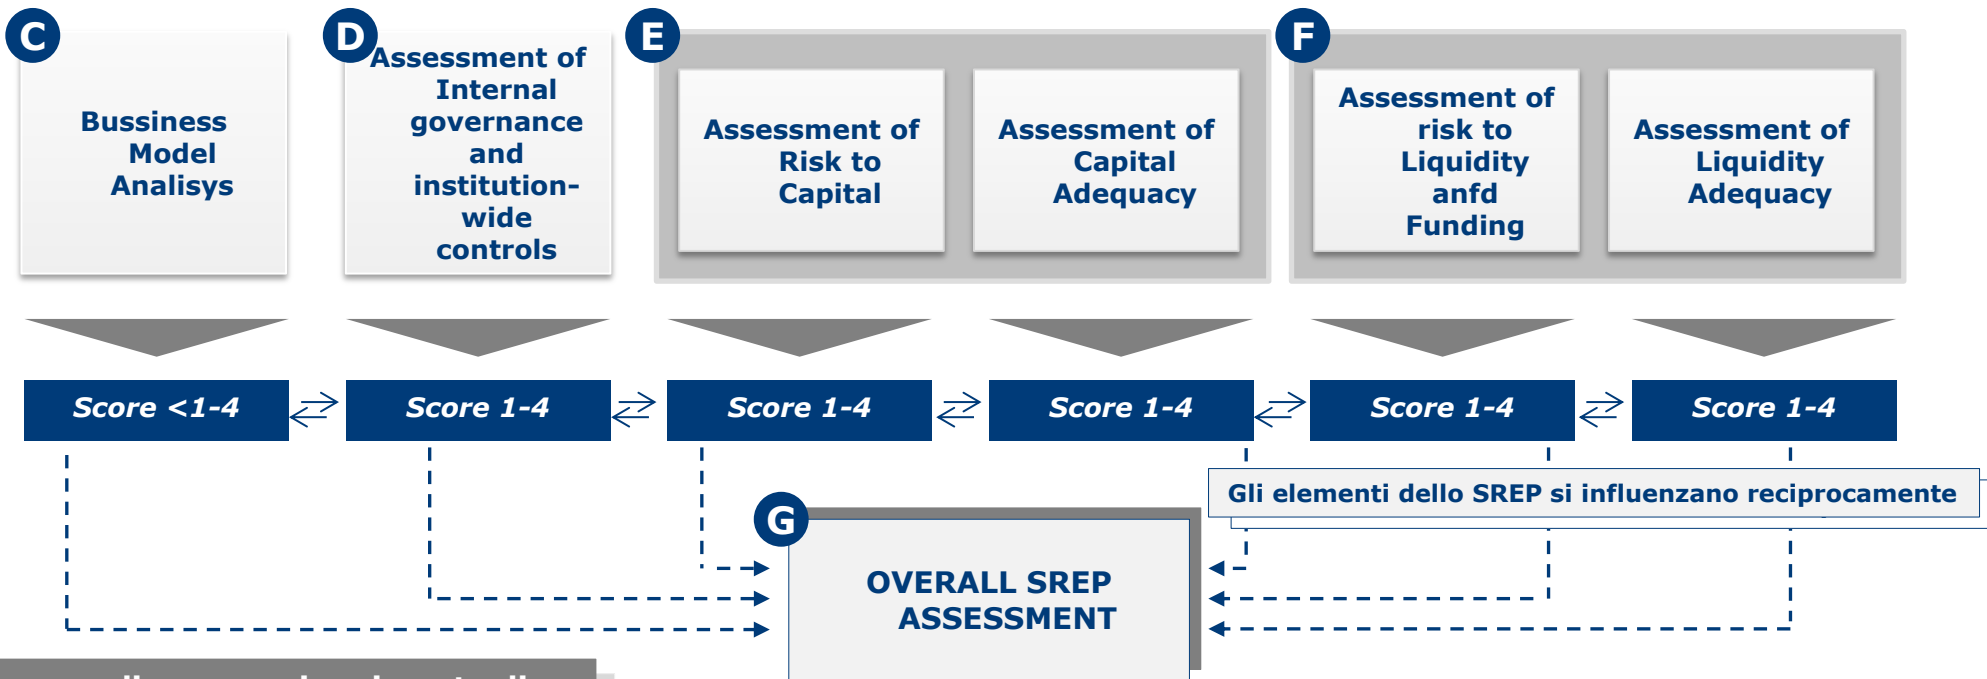 C
Bussiness
Model
Analisys
D
Assessment of
Internal
governance
and
institution-
wide
controls
E
Assessment of
Risk to
Capital
Assessment of
Capital
Adequacy
F
Assessment of
risk to
Liquidity
anfd
Funding
Assessment of
Liquidity
Adequacy
Score <1-4
Score 1-4
Score 1-4
Score 1-4
Score 1-4
Score 1-4
Gli elementi dello SREP si influenzano reciprocamente
G
OVERALL SREP
ASSESSMENT